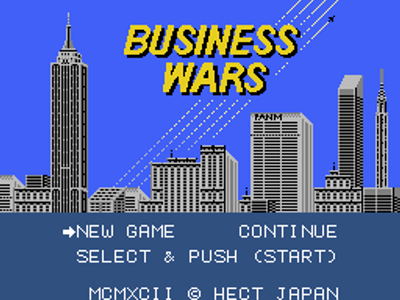 BUSINESS
WARS
PANM
→NEW GAME CONTINUE
SELECT & PUSH (START)
MCMXCII © HECT JAPAN